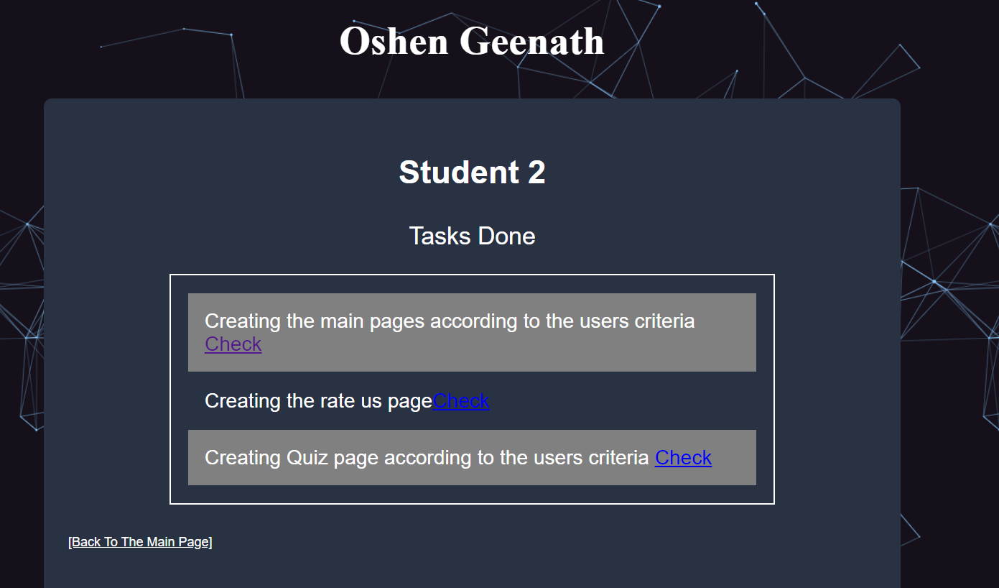 Oshen Geenath
Student 2
Tasks Done
Creating the main pages according to the users criteria
Check
Creating the rate us pageCheck
Creating Quiz page according to the users criteria Check
[Back To The Main Page]